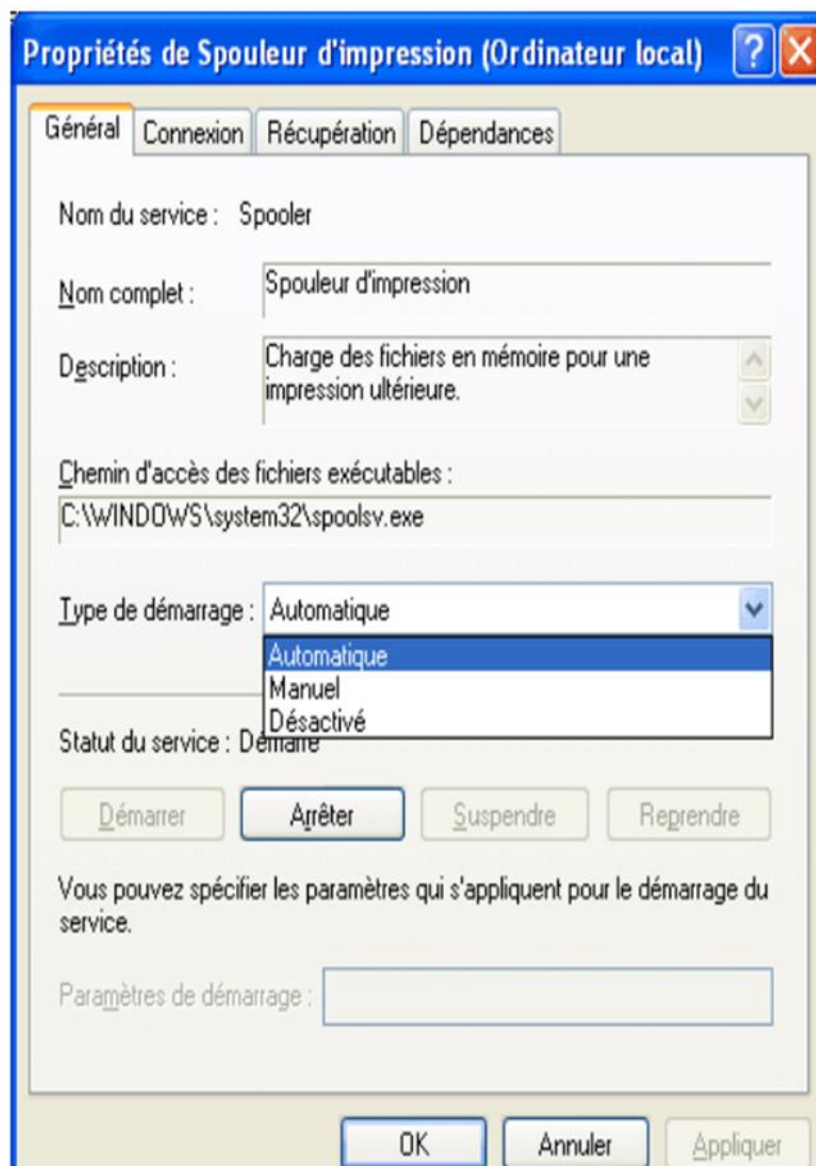 Propriétés de Spouleur d'impression (Ordinateur local)
Général Connexion Récupération Dépendances
Nom du service : Spooler
Nom complet : Spouleur d'impression
Description : Charge des fichiers en mémoire pour une
impression ultérieure.
Chemin d'accès des fichiers exécutables :
C:\WINDOWS\system32\spoolsv.exe
Type de démarrage : Automatique
Automatique
Manuel
Désactivé
Statut du service : Démarré
Démarrer Arrêter Suspendre Reprendre
Vous pouvez spécifier les paramètres qui s'appliquent pour le démarrage du
service.
Paramètres de démarrage :
OK Annuler Appliquer